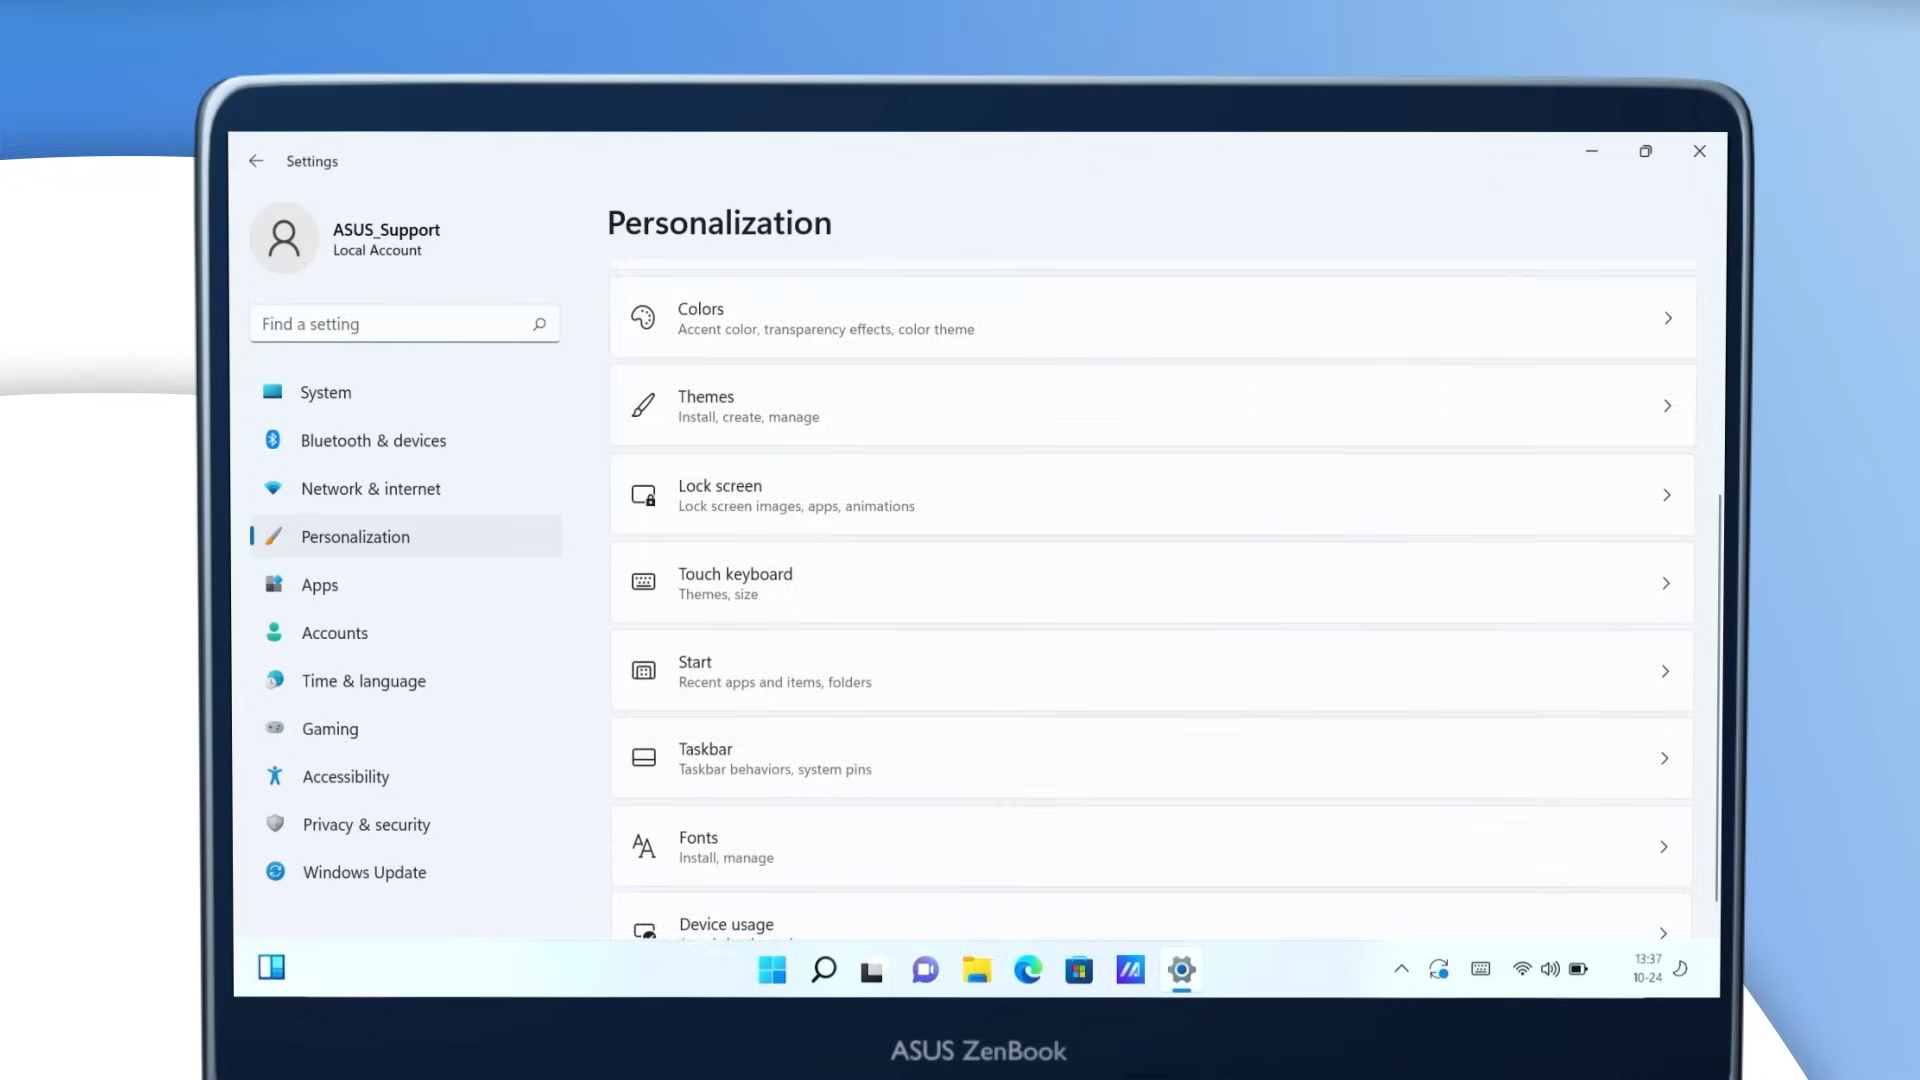 Settings
ASUS_Support
Local Account
Find a setting
System
Bluetooth & devices
Network & internet
Personalization
Apps
Accounts
Time & language
Gaming
Accessibility
Privacy & security
Windows Update
Personalization
Colors
Accent color, transparency effects, color theme
Themes
Install, create, manage
Lock screen
Lock screen images, apps, animations
Touch keyboard
Themes, size
Start
Recent apps and items, folders
Taskbar
Taskbar behaviors, system pins
Fonts
Install, manage
Device usage
13:37
10-24
ASUS ZenBook